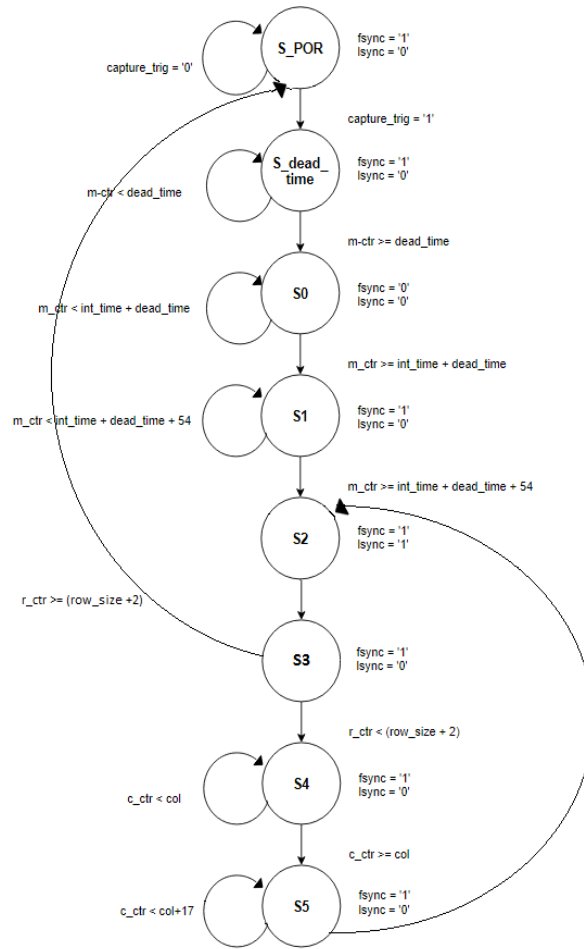 S_POR
fsync = '1'
lsync = '0'
capture_trig = '0'
capture_trig = '1'
S_dead_
time
fsync = '1'
lsync = '0'
m-ctr < dead_time
m-ctr >= dead_time
S0
fsync = '0'
lsync = '0'
m_ctr < int_time + dead_time
m_ctr >= int_time + dead_time
S1
fsync = '1'
lsync = '0'
m_ctr < int_time + dead_time + 54
m_ctr >= int_time + dead_time + 54
S2
fsync = '1'
lsync = '1'
r_ctr >= (row_size +2)
S3
fsync = '1'
lsync = '0'
r_ctr < (row_size + 2)
S4
fsync = '1'
lsync = '0'
c_ctr < col
c_ctr >= col
S5
fsync = '1'
lsync = '0'
c_ctr < col+17